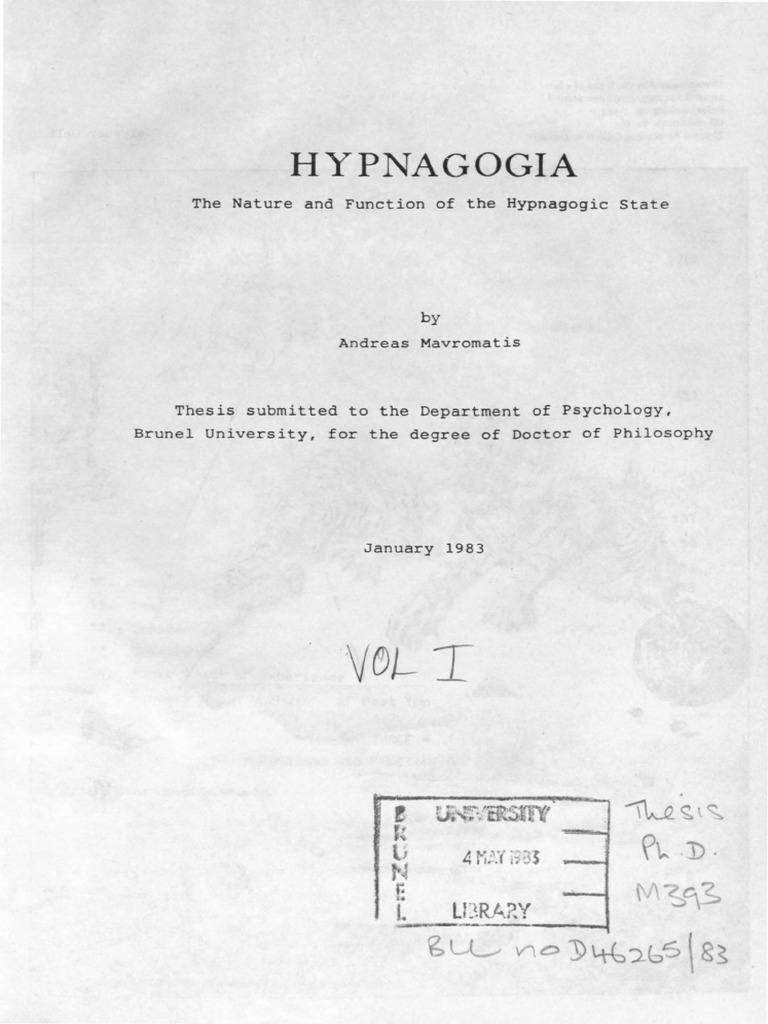 HYPNAGOGIA
The Nature and Function of the Hypnagogic State
by
Andreas Mavromatis
Thesis submitted to the Department of Psychology,
Brunel University, for the degree of Doctor of Philosophy
January 1983
VOL I
BRUNEL
UNIVERSITY
4 MAY 1983
LIBRARY
Thesis
Ph.D.
M393
BLL no D46265/83